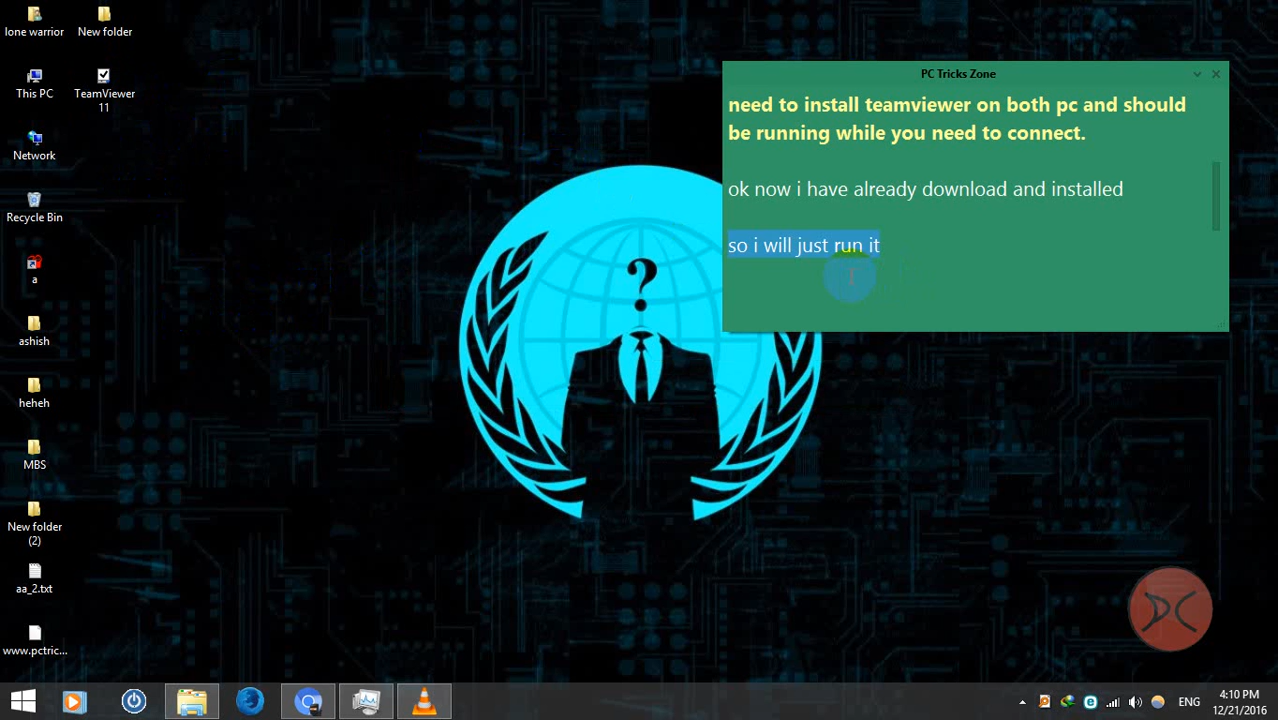 lone warrior
New folder
This PC
TeamViewer
11
Network
Recycle Bin
a
ashish
heheh
MBS
New folder
(2)
aa_2.txt
www.pctric...
PC Tricks Zone
need to install teamviewer on both pc and should
be running while you need to connect.
ok now i have already download and installed
so i will just run it
?
DC
ENG
4:10 PM
12/21/2016